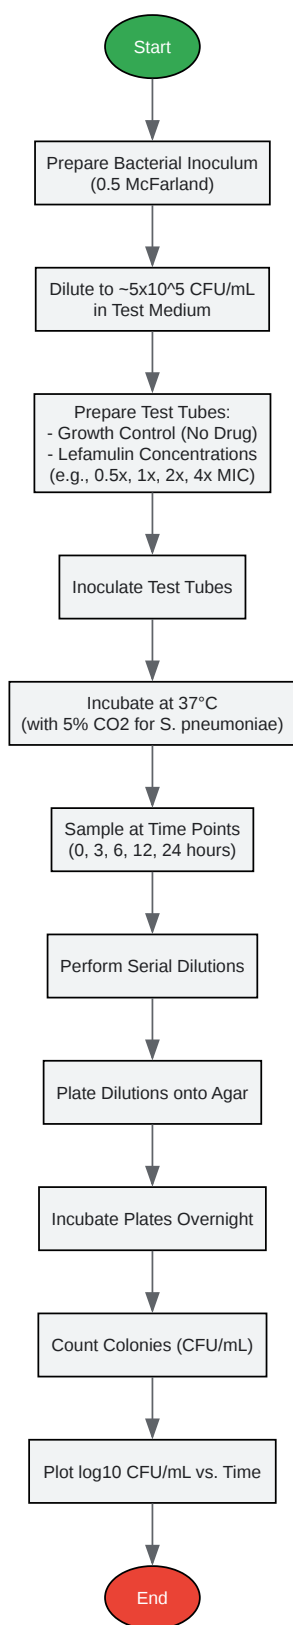 Start
Prepare Bacterial Inoculum
(0.5 McFarland)
Dilute to ~5x10^5 CFU/mL
in Test Medium
Prepare Test Tubes:
- Growth Control (No Drug)
- Lefamulin Concentrations
(e.g., 0.5x, 1x, 2x, 4x MIC)
Inoculate Test Tubes
Incubate at 37°C
(with 5% CO2 for S. pneumoniae)
Sample at Time Points
(0, 3, 6, 12, 24 hours)
Perform Serial Dilutions
Plate Dilutions onto Agar
Incubate Plates Overnight
Count Colonies (CFU/mL)
Plot log10 CFU/mL vs. Time
End